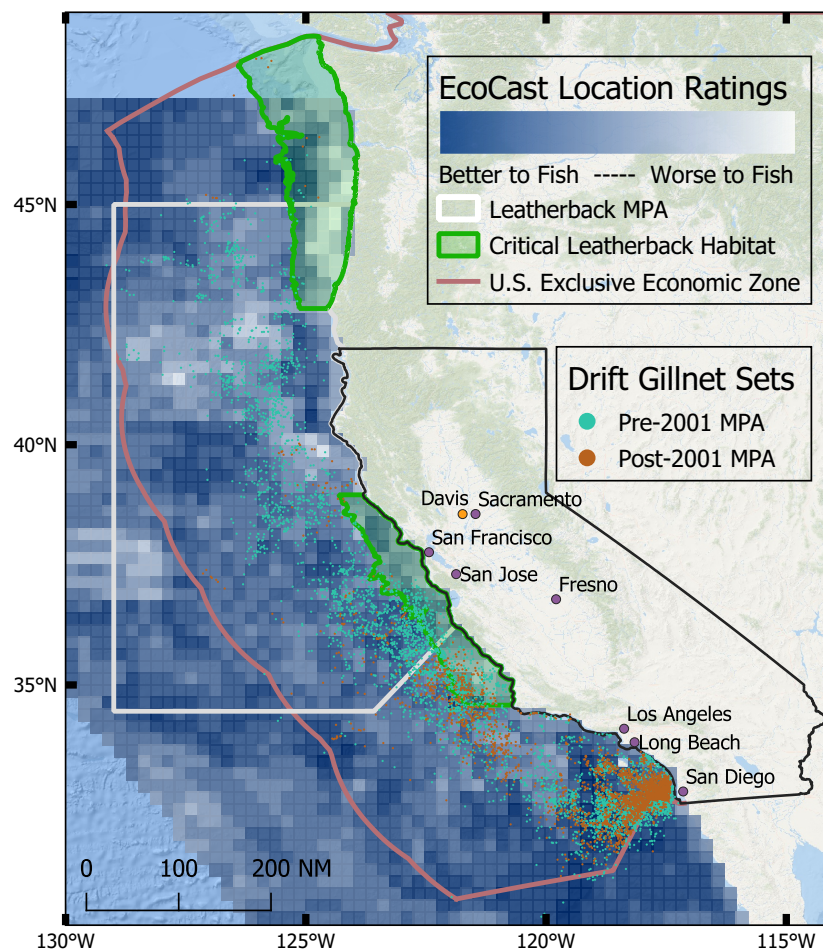 EcoCast Location Ratings
Better to Fish ----- Worse to Fish
Leatherback MPA
Critical Leatherback Habitat
U.S. Exclusive Economic Zone
Drift Gillnet Sets
Pre-2001 MPA
Post-2001 MPA
45°N
40°N
35°N
Davis
Sacramento
San Francisco
San Jose
Fresno
Los Angeles
Long Beach
San Diego
0 100 200 NM
130°W 125°W 120°W 115°W